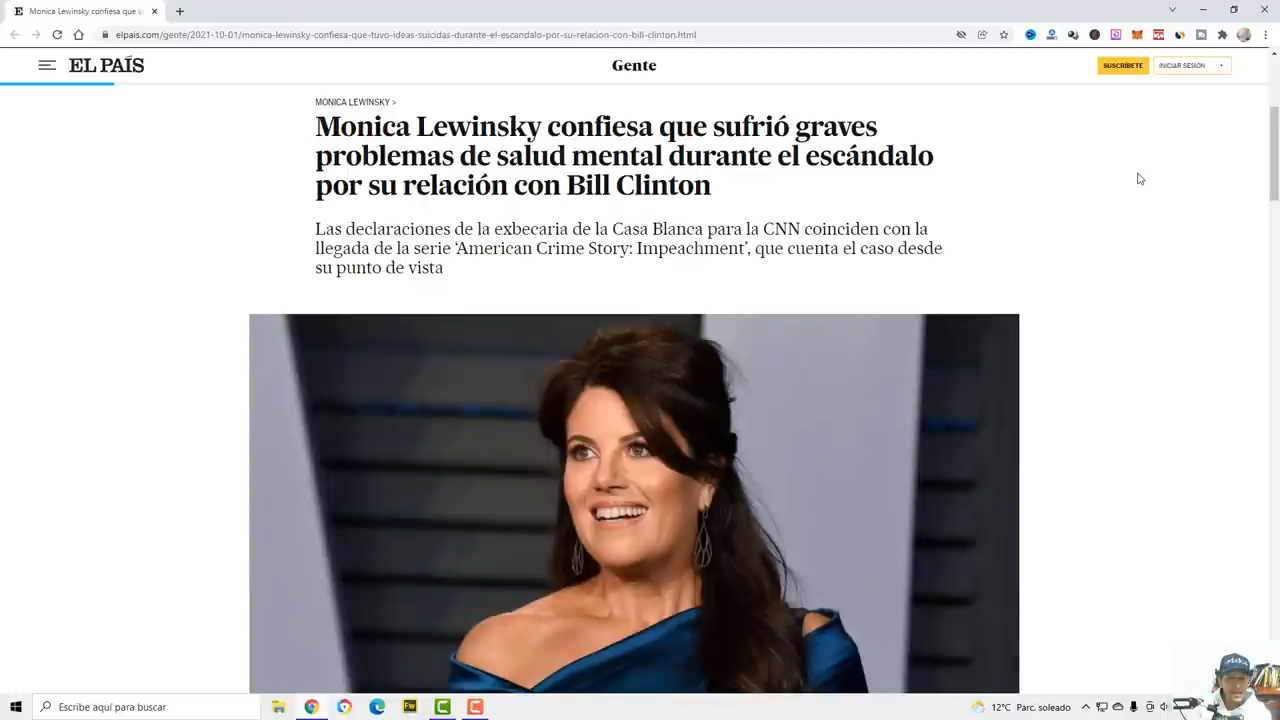 Monica Lewinsky confiesa que s
elpais.com/gente/2021-10-01/monica-lewinsky-confiesa-que-tuvo-ideas-suicidas-durante-el-escandalo-por-su-relacion-con-bill-clinton.html
EL PAÍS
Gente
SUSCRÍBETE
INICIAR SESIÓN
MONICA LEWINSKY >
Monica Lewinsky confiesa que sufrió graves
problemas de salud mental durante el escándalo
por su relación con Bill Clinton
Las declaraciones de la exbecaria de la Casa Blanca para la CNN coinciden con la
llegada de la serie ‘American Crime Story: Impeachment’, que cuenta el caso desde
su punto de vista
Escribe aquí para buscar
Fw
12°C Parc. soleado